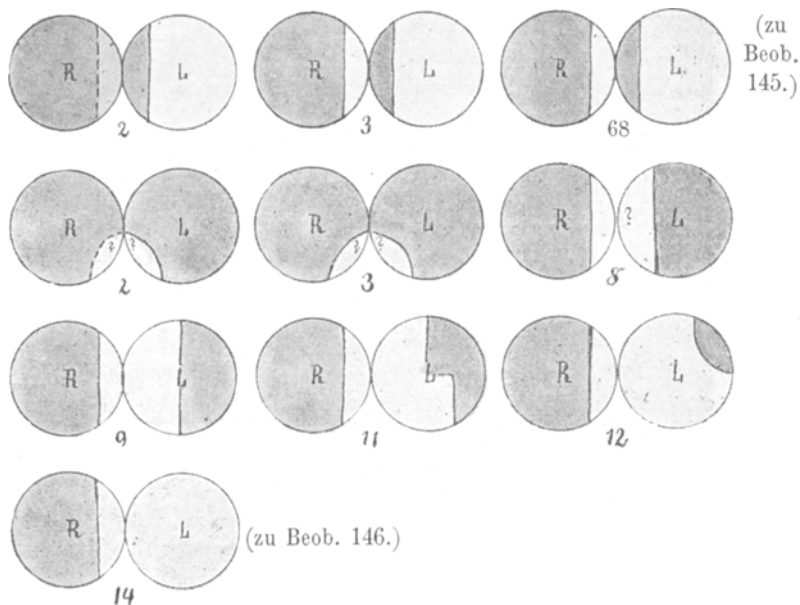 R L R L R L (zu
Beob.
145.)
2 3 68
R L R L R ? L
? ? ? ?
2 3 8
R L R L R L
9 11 12
R L (zu Beob. 146.)
14